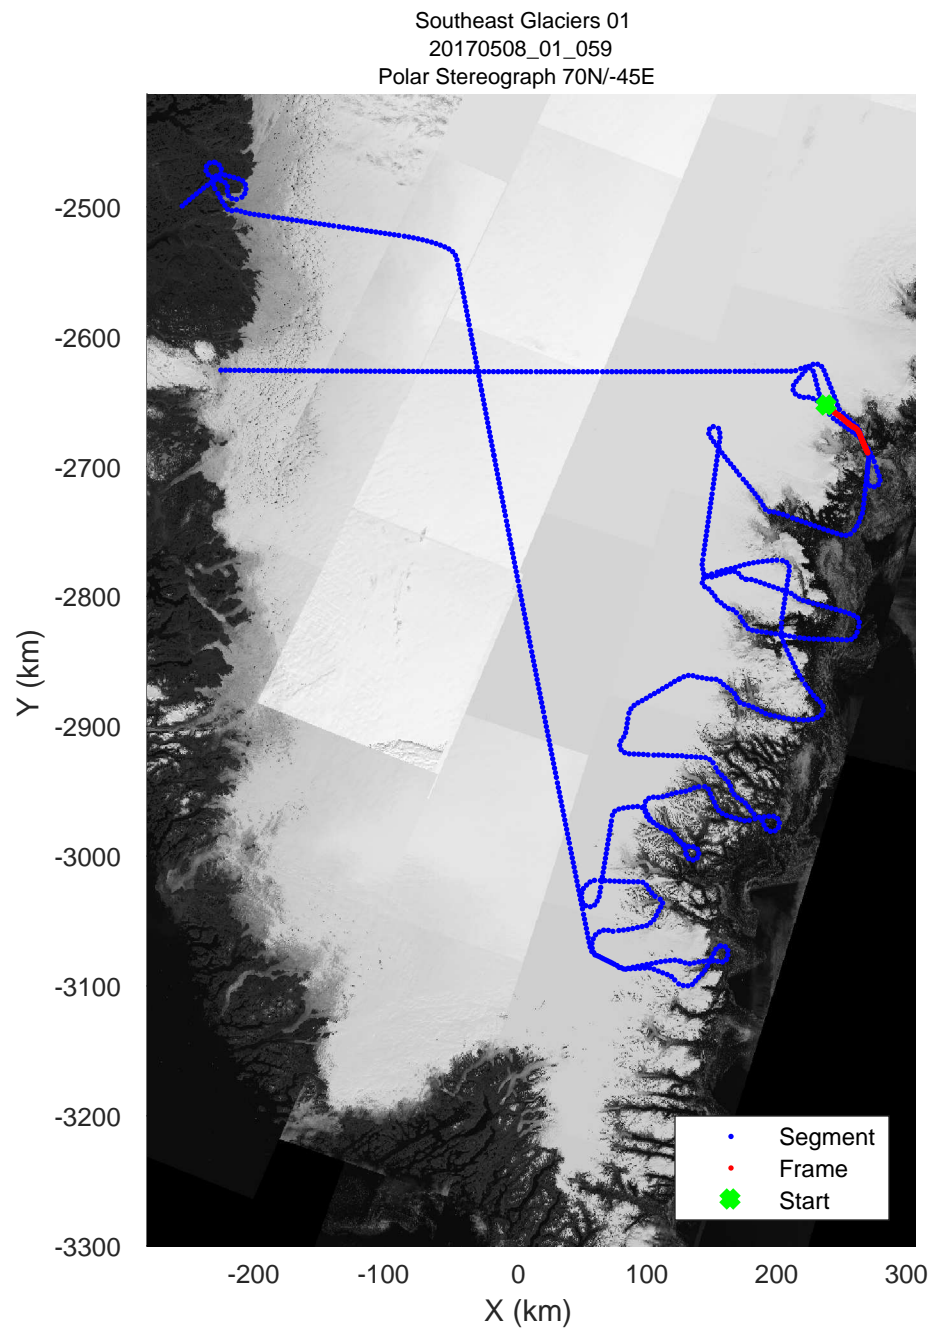 Southeast Glaciers 01
20170508_01_059
Polar Stereograph 70N/-45E
-2500
-2600
-2700
-2800
-2900
-3000
-3100
-3200
-3300
Y (km)
Segment
Frame
Start
-200 -100 0 100 200 300
X (km)